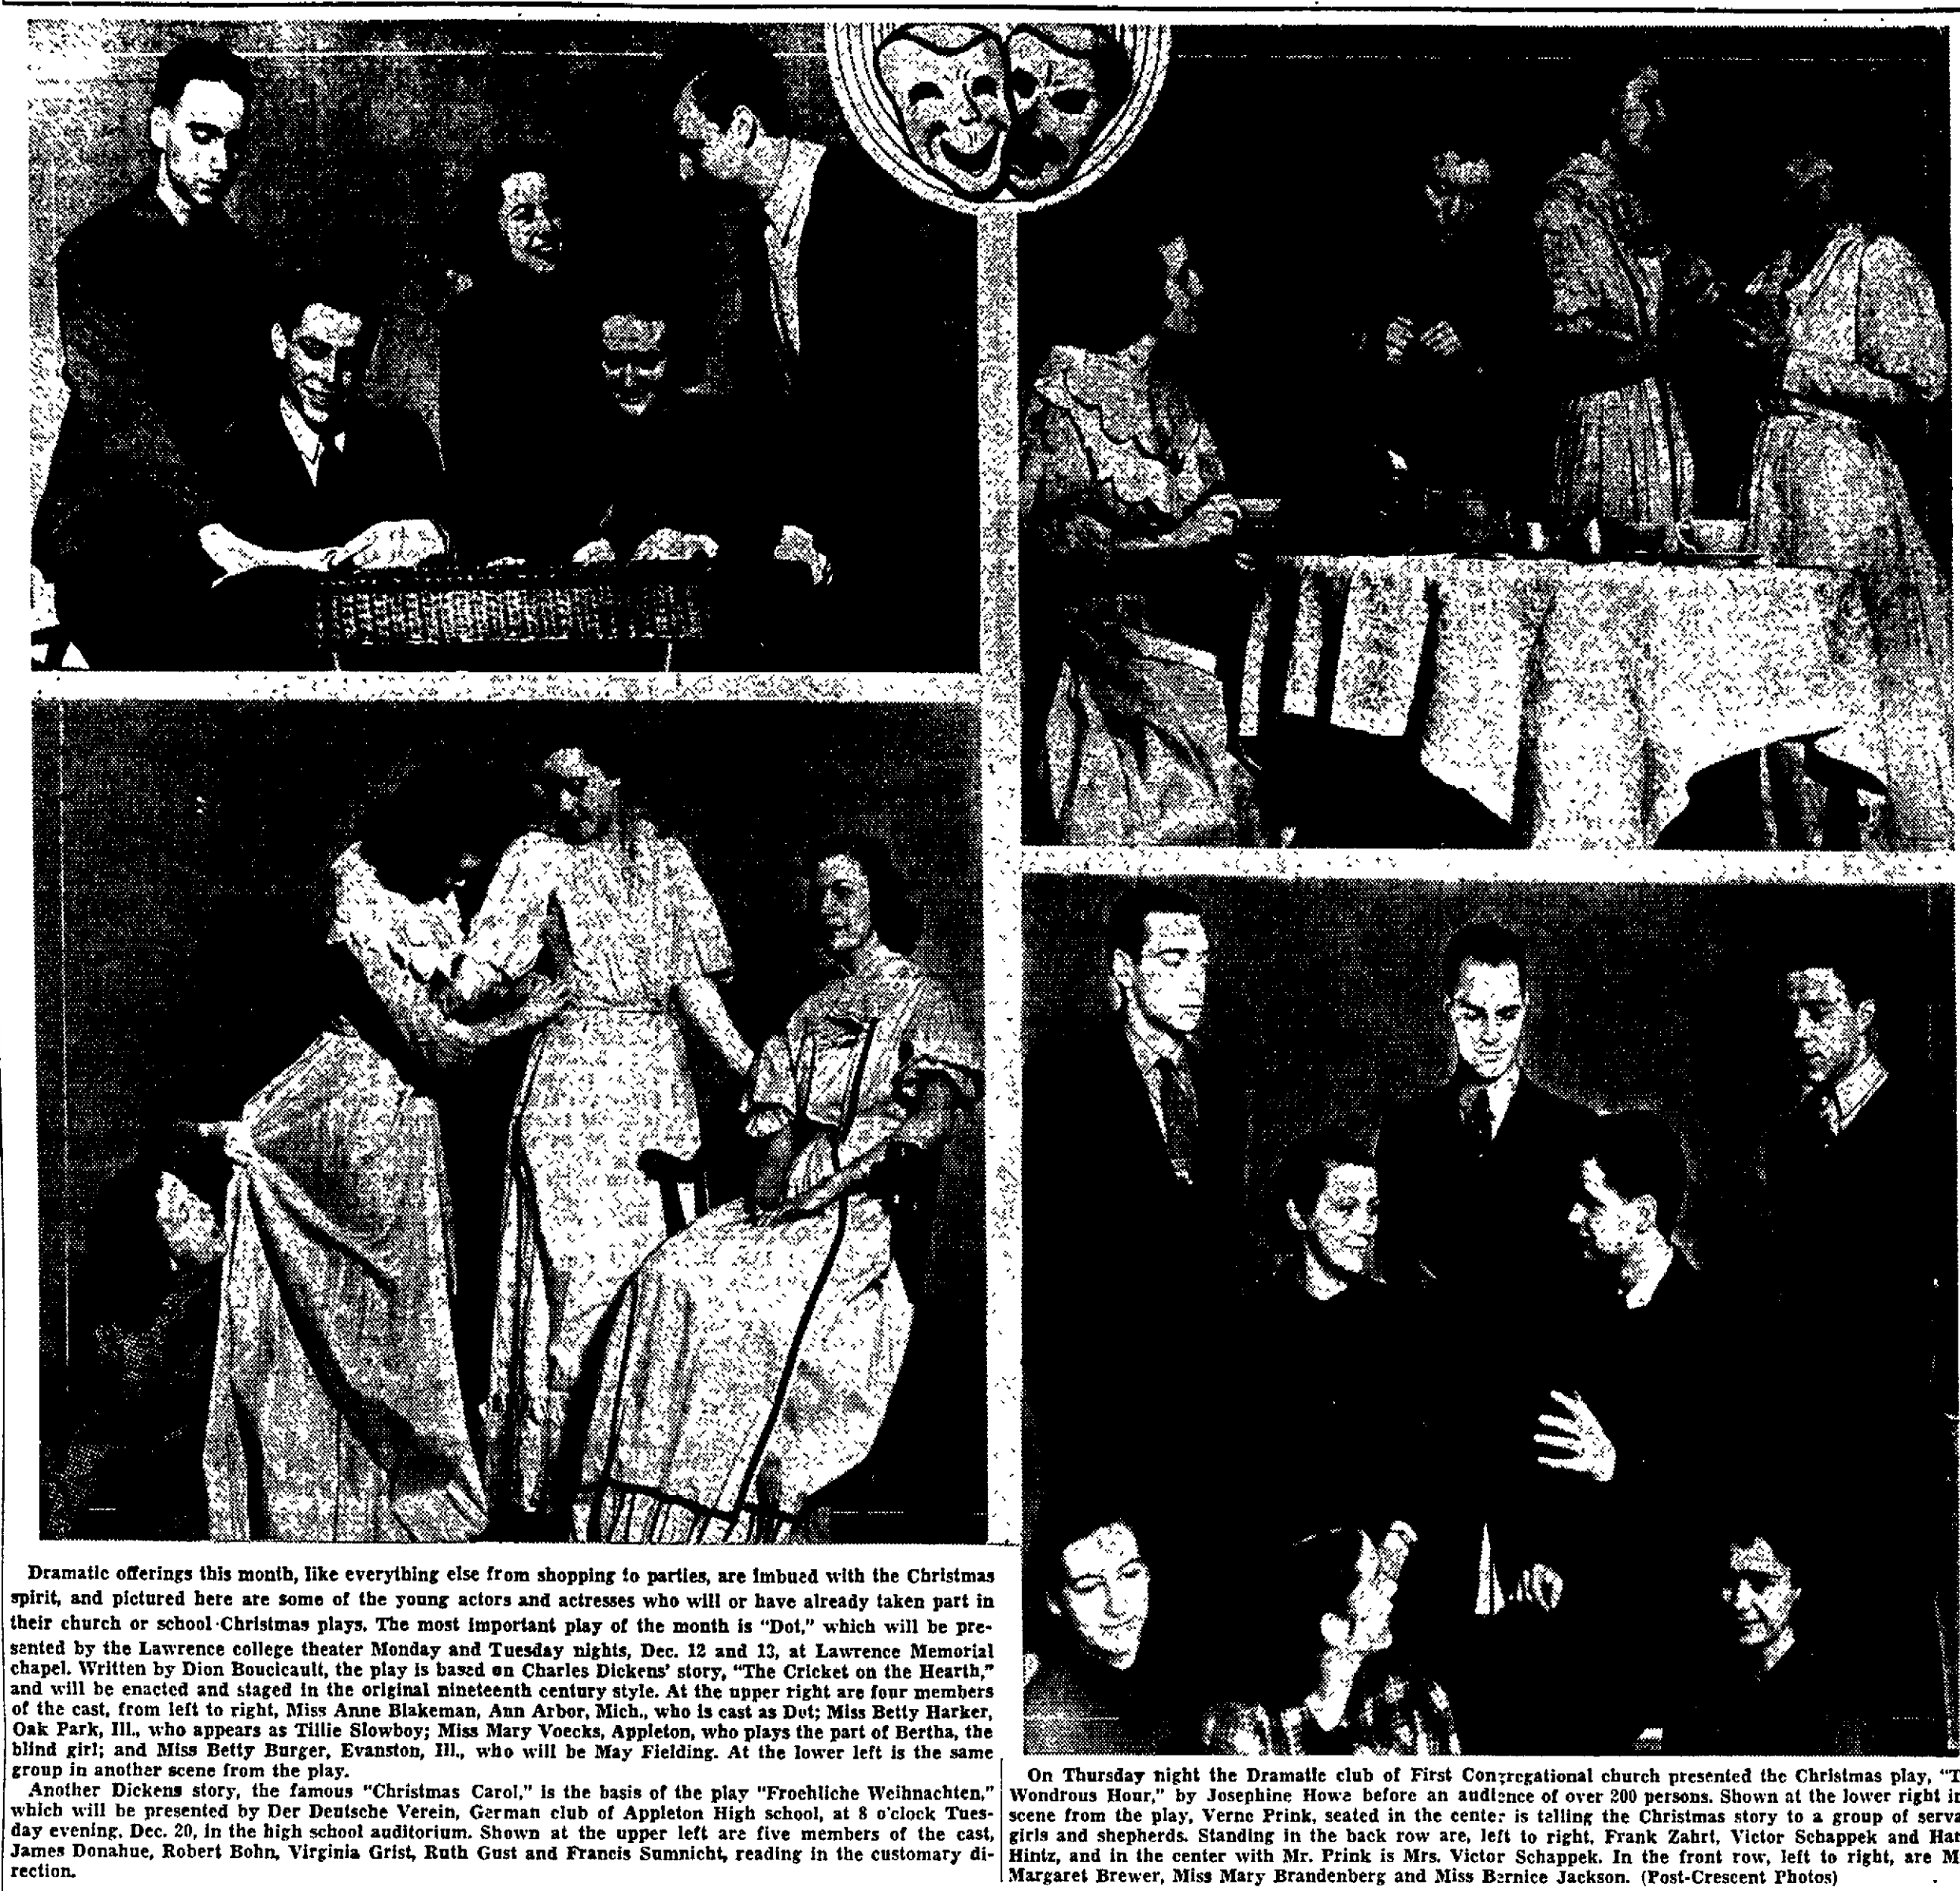 Dramatic offerings this month, like everything else from shopping to parties, are imbued with the Christmas
spirit, and pictured here are some of the young actors and actresses who will or have already taken part in
their church or school Christmas plays. The most important play of the month is "Dot," which will be pre-
sented by the Lawrence college theater Monday and Tuesday nights, Dec. 12 and 13, at Lawrence Memorial
chapel. Written by Dion Boucicault, the play is based on Charles Dickens' story, "The Cricket on the Hearth,"
and will be enacted and staged in the original nineteenth century style. At the upper right are four members
of the cast, from left to right, Miss Anne Blakeman, Ann Arbor, Mich., who is cast as Dot; Miss Betty Harker,
Oak Park, Ill., who appears as Tillie Slowboy; Miss Mary Voecks, Appleton, who plays the part of Bertha, the
blind girl; and Miss Betty Burger, Evanston, Ill., who will be May Fielding. At the lower left is the same
group in another scene from the play.
Another Dickens story, the famous "Christmas Carol," is the basis of the play "Froehliche Weihnachten,"
which will be presented by Der Deutsche Verein, German club of Appleton High school, at 8 o'clock Tues-
day evening, Dec. 20, in the high school auditorium. Shown at the upper left are five members of the cast,
James Donahue, Robert Bohn, Virginia Grist, Ruth Gust and Francis Sumnicht, reading in the customary di-
rection.
On Thursday night the Dramatic club of First Congregational church presented the Christmas play, "T
Wondrous Hour," by Josephine Howe before an audience of over 200 persons. Shown at the lower right in
scene from the play, Verne Prink, seated in the center is telling the Christmas story to a group of serva
girls and shepherds. Standing in the back row are, left to right, Frank Zahrt, Victor Schappek and Har
Hintz, and in the center with Mr. Prink is Mrs. Victor Schappek. In the front row, left to right, are M
Margaret Brewer, Miss Mary Brandenberg and Miss Bernice Jackson. (Post-Crescent Photos)